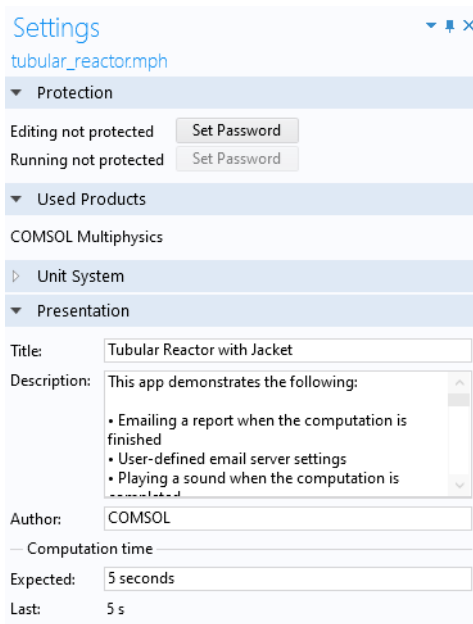 Settings
tubular_reactor.mph
Protection
Editing not protected Set Password
Running not protected Set Password
Used Products
COMSOL Multiphysics
Unit System
Presentation
Title: Tubular Reactor with Jacket
Description: This app demonstrates the following:
• Emailing a report when the computation is
finished
• User-defined email server settings
• Playing a sound when the computation is
Author: COMSOL
Computation time
Expected: 5 seconds
Last: 5 s